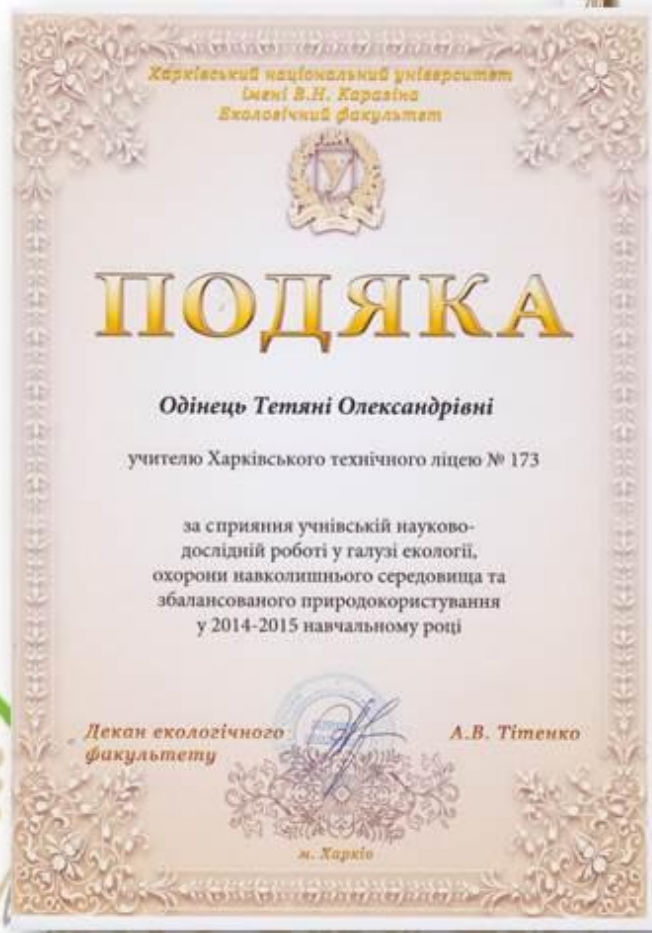 Харківський національний університет
імені В.Н. Каразіна
Екологічний факультет
ПОДЯКА
Одінець Тетяні Олександрівні
учителю Харківського технічного ліцею № 173
за сприяння учнівській науково-
дослідній роботі у галузі екології,
охорони навколишнього середовища та
збалансованого природокористування
у 2014-2015 навчальному році
Декан екологічного
факультету
А.В. Тітенко
м. Харків